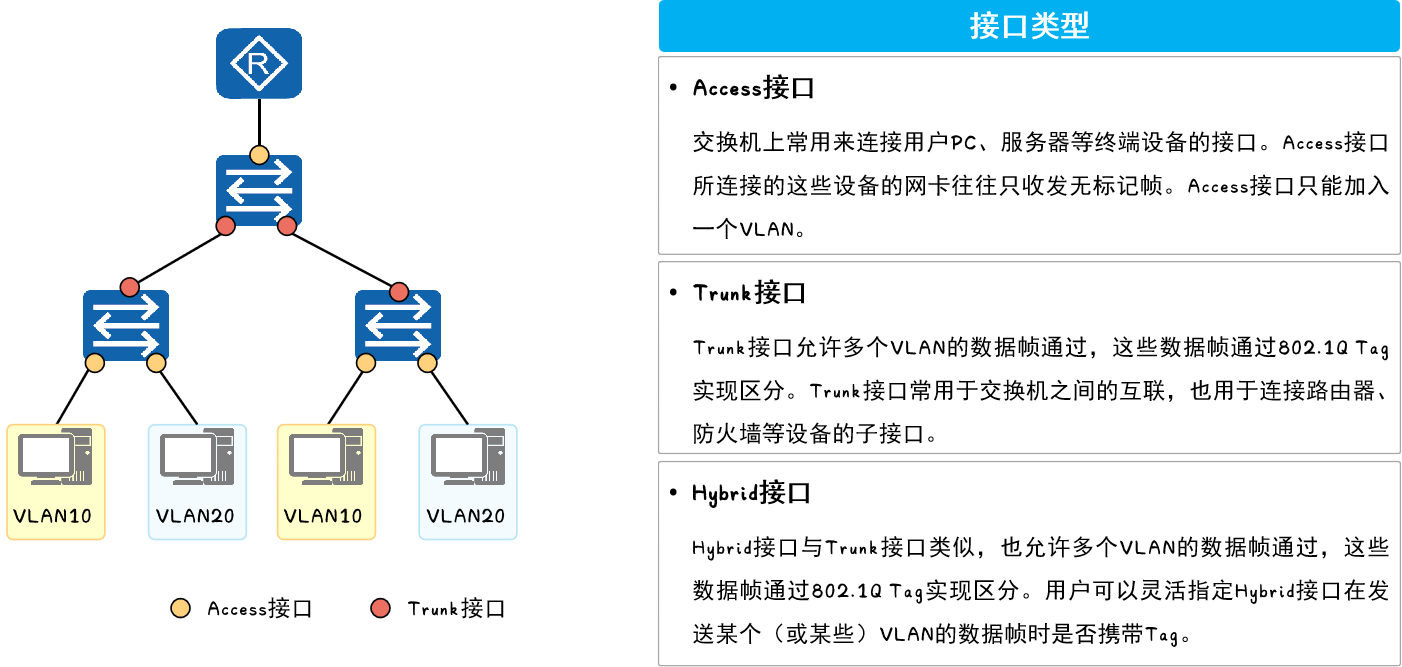 R
VLAN10
VLAN20
VLAN10
VLAN20
Access接口
Trunk接口
接口类型
• Access接口
交换机上常用来连接用户PC、服务器等终端设备的接口。Access接口
所连接的这些设备的网卡往往只收发无标记帧。Access接口只能加入
一个VLAN。
• Trunk接口
Trunk接口允许多个VLAN的数据帧通过，这些数据帧通过802.1Q Tag
实现区分。Trunk接口常用于交换机之间的互联，也用于连接路由器、
防火墙等设备的子接口。
• Hybrid接口
Hybrid接口与Trunk接口类似，也允许多个VLAN的数据帧通过，这些
数据帧通过802.1Q Tag实现区分。用户可以灵活指定Hybrid接口在发
送某个（或某些）VLAN的数据帧时是否携带Tag。